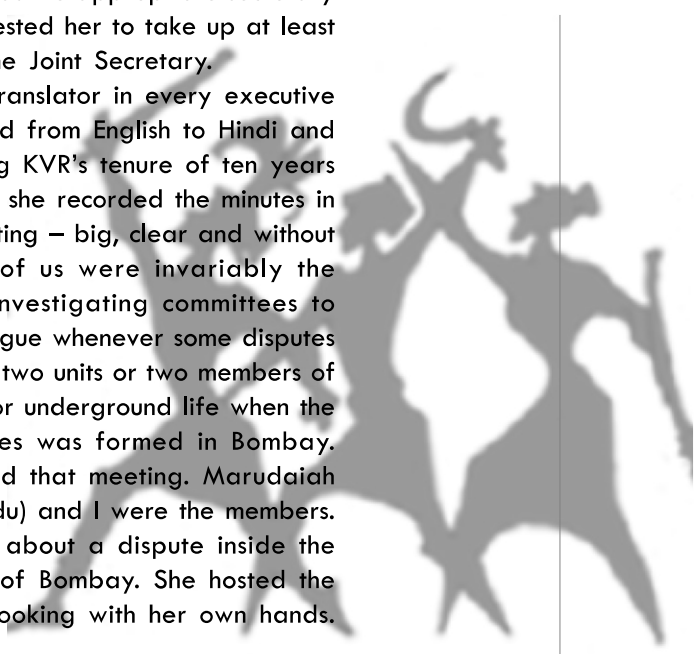 ested her to take up at least
e Joint Secretary.
ranslator in every executive
d from English to Hindi and
g KVR's tenure of ten years
she recorded the minutes in
ting – big, clear and without
of us were invariably the
nvestigating committees to
gue whenever some disputes
two units or two members of
or underground life when the
es was formed in Bombay.
d that meeting. Marudaiah
du) and I were the members.
about a dispute inside the
of Bombay. She hosted the
ooking with her own hands.